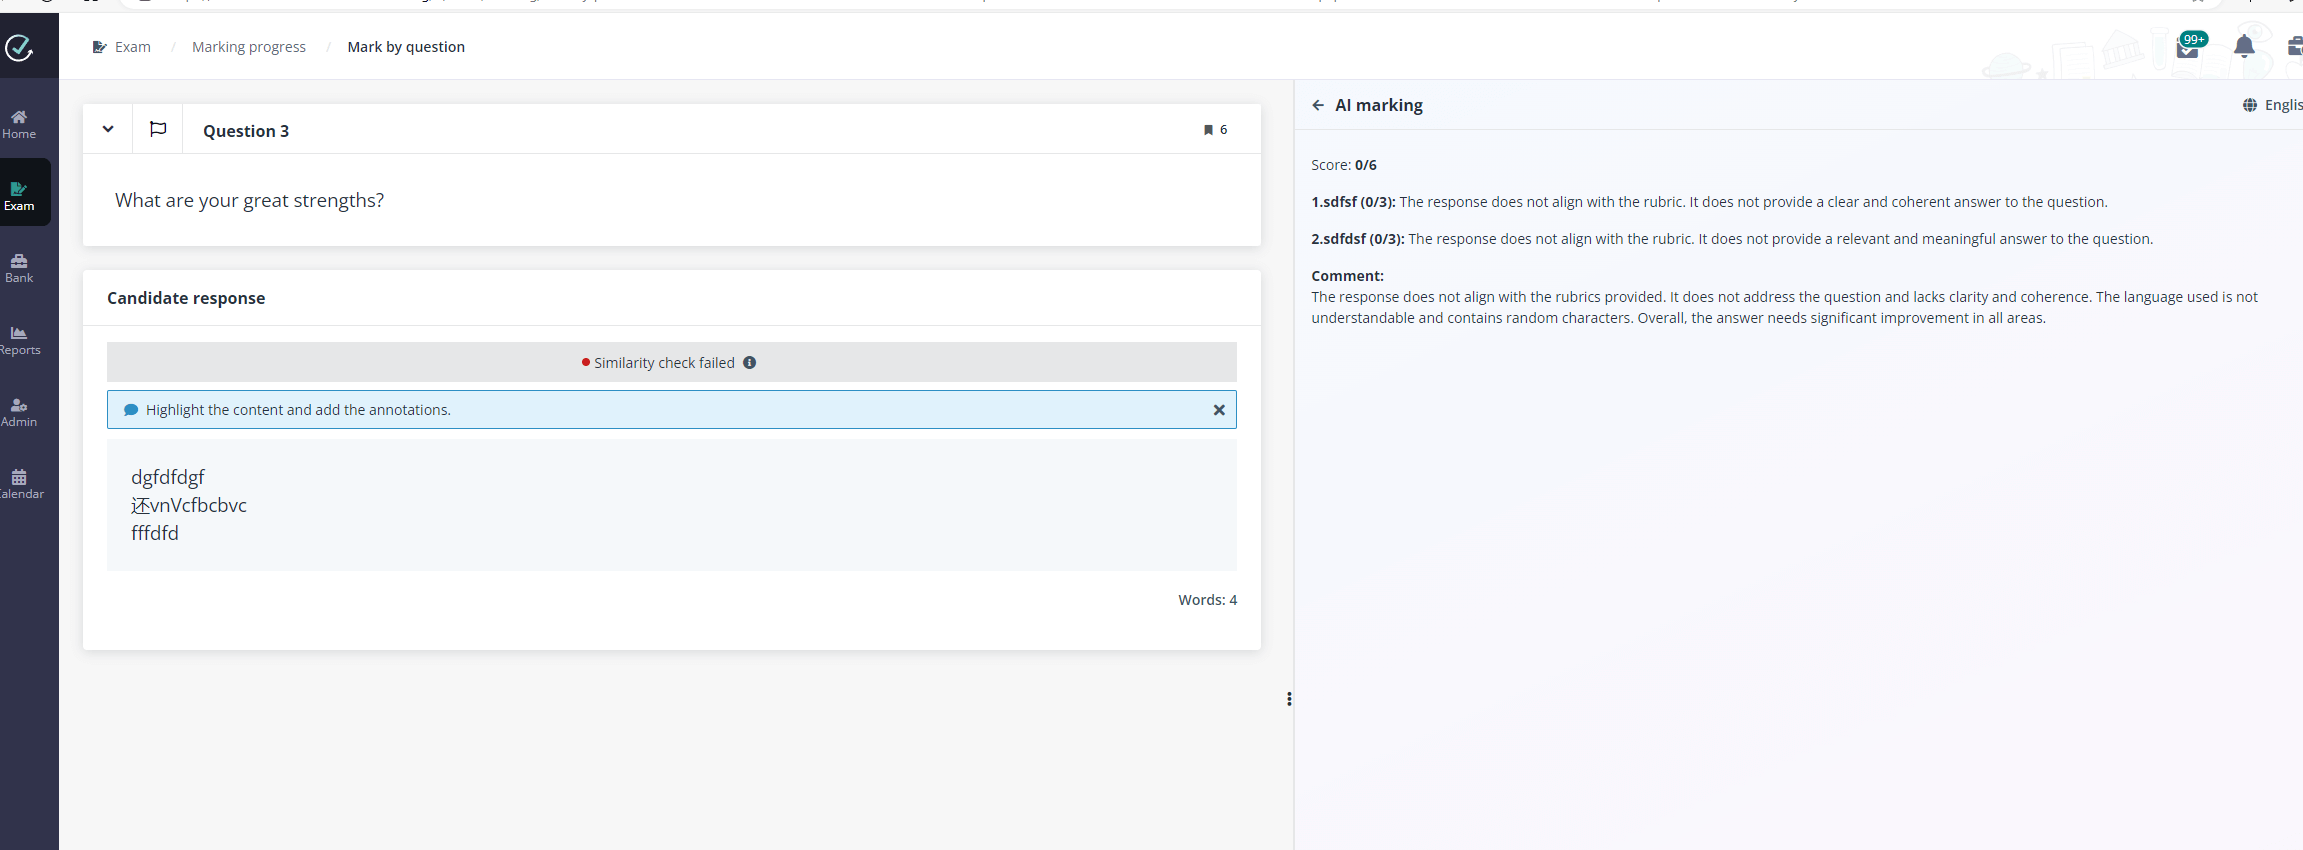 Exam / Marking progress / Mark by question
99+
Home
Exam
Bank
Reports
Admin
Calendar
Question 3
6
What are your great strengths?
Candidate response
Similarity check failed
Highlight the content and add the annotations.
dgfdfdgf
还vnVcfbcbvc
fffdfd
Words: 4
AI marking
Englis
Score: 0/6
1.sdfsf (0/3): The response does not align with the rubric. It does not provide a clear and coherent answer to the question.
2.sdfdsf (0/3): The response does not align with the rubric. It does not provide a relevant and meaningful answer to the question.
Comment:
The response does not align with the rubrics provided. It does not address the question and lacks clarity and coherence. The language used is not
understandable and contains random characters. Overall, the answer needs significant improvement in all areas.